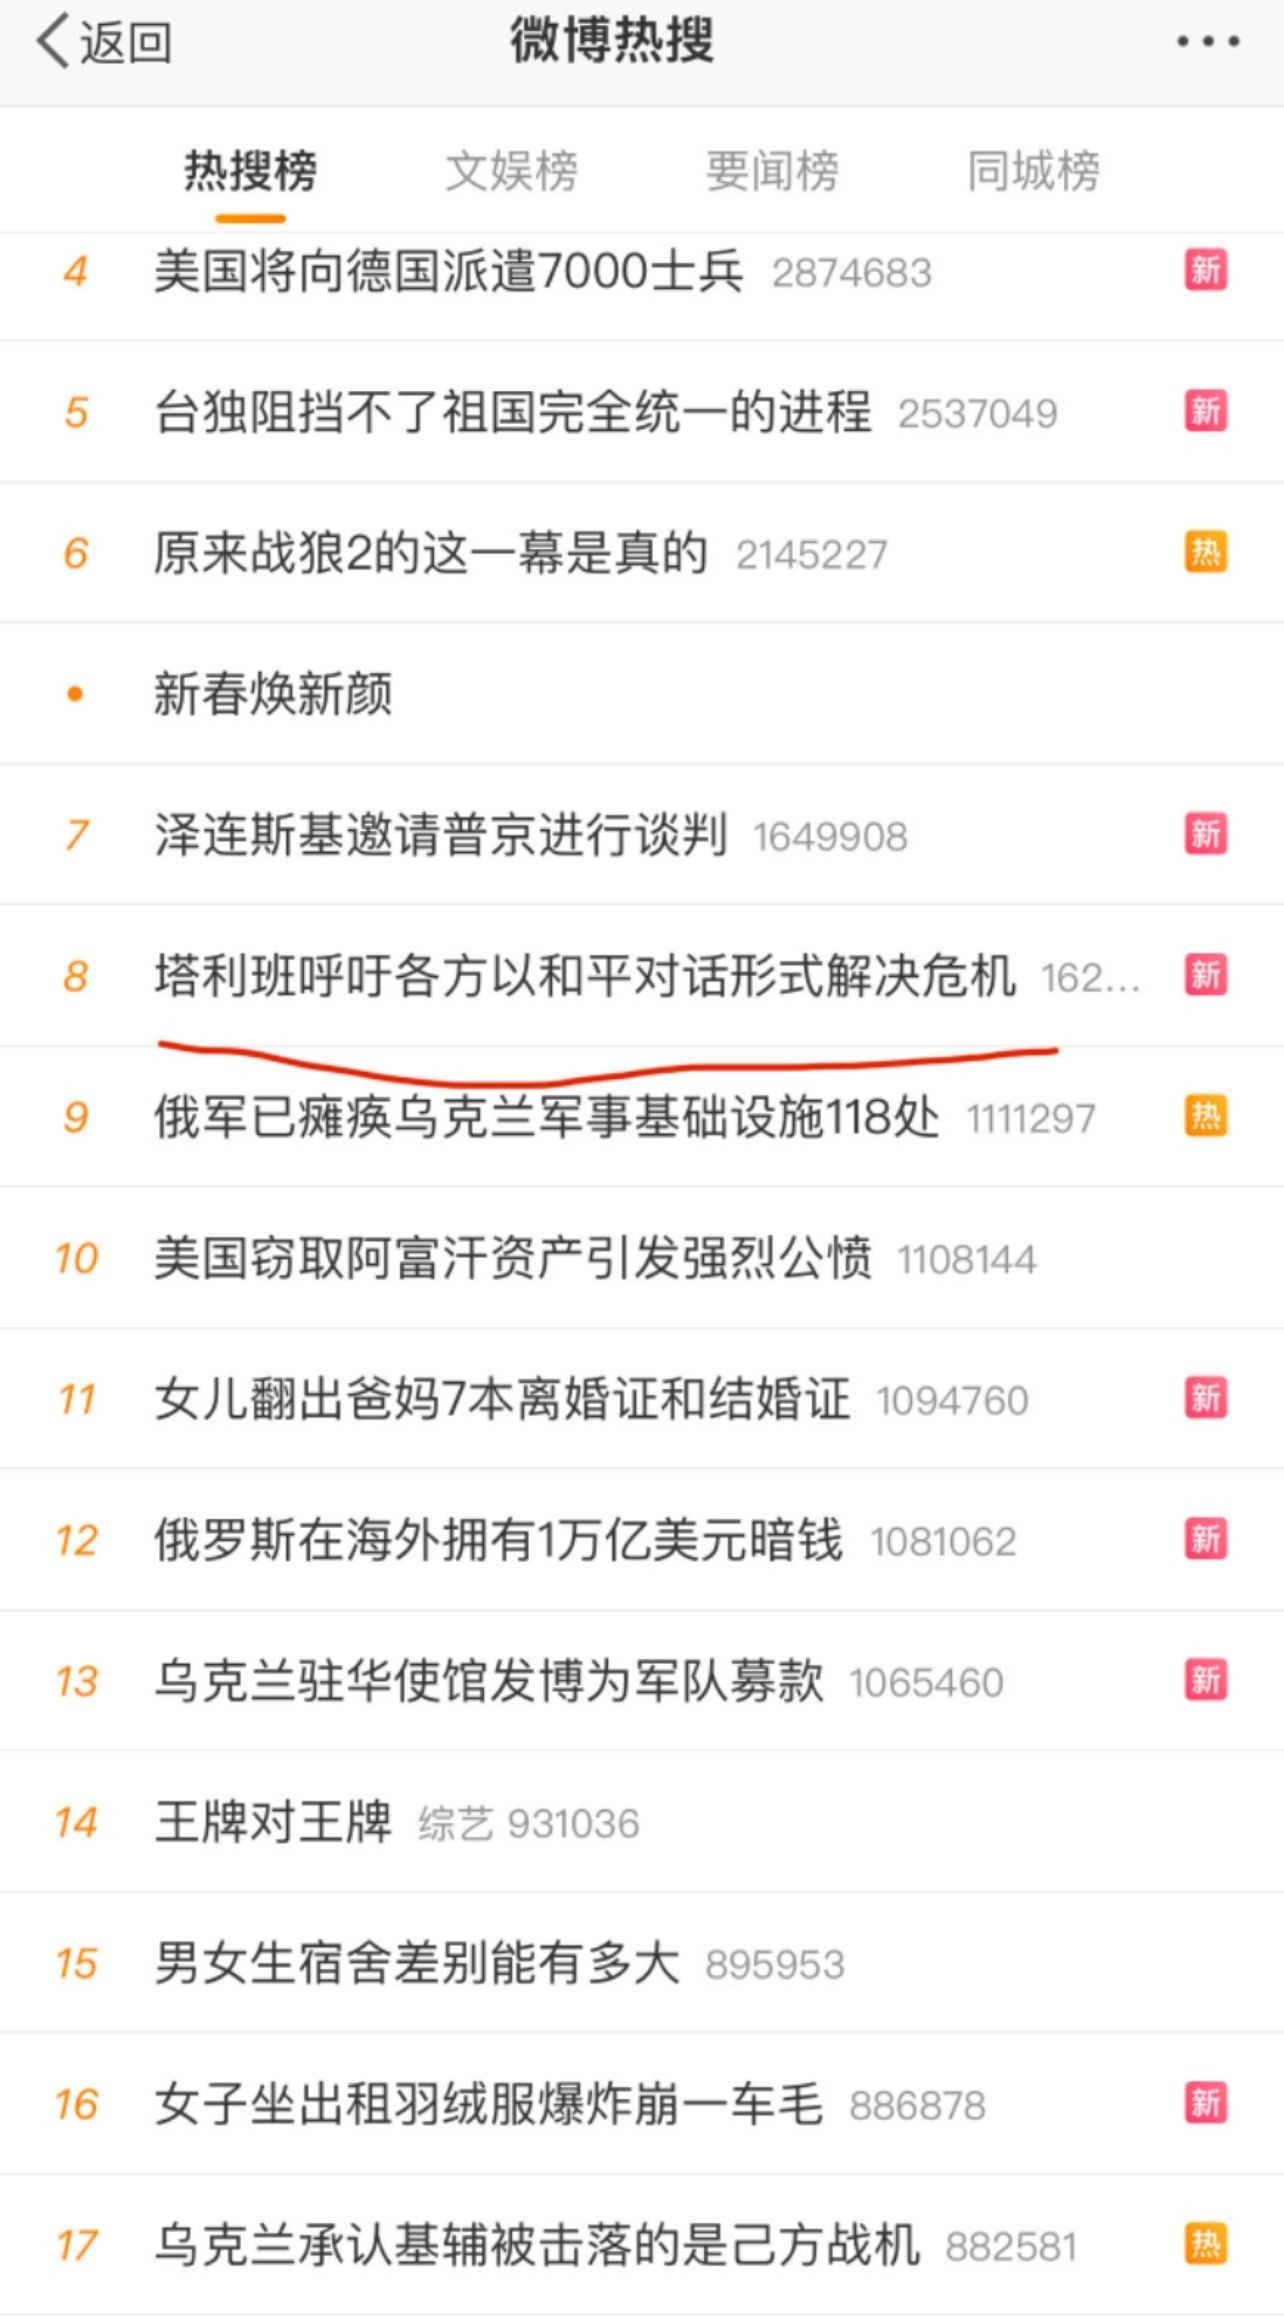 返回 微博热搜 ...
热搜榜 文娱榜 要闻榜 同城榜
4 美国将向德国派遣7000士兵 2874683 新
5 台独阻挡不了祖国完全统一的进程 2537049 新
6 原来战狼2的这一幕是真的 2145227 热
• 新春焕新颜
7 泽连斯基邀请普京进行谈判 1649908 新
8 塔利班呼吁各方以和平对话形式解决危机 162... 新
9 俄军已瘫痪乌克兰军事基础设施118处 1111297 热
10 美国窃取阿富汗资产引发强烈公愤 1108144
11 女儿翻出爸妈7本离婚证和结婚证 1094760 新
12 俄罗斯在海外拥有1万亿美元暗钱 1081062 新
13 乌克兰驻华使馆发博为军队募款 1065460 新
14 王牌对王牌 综艺 931036
15 男女生宿舍差别能有多大 895953
16 女子坐出租羽绒服爆炸崩一车毛 886878 新
17 乌克兰承认基辅被击落的是己方战机 882581 热